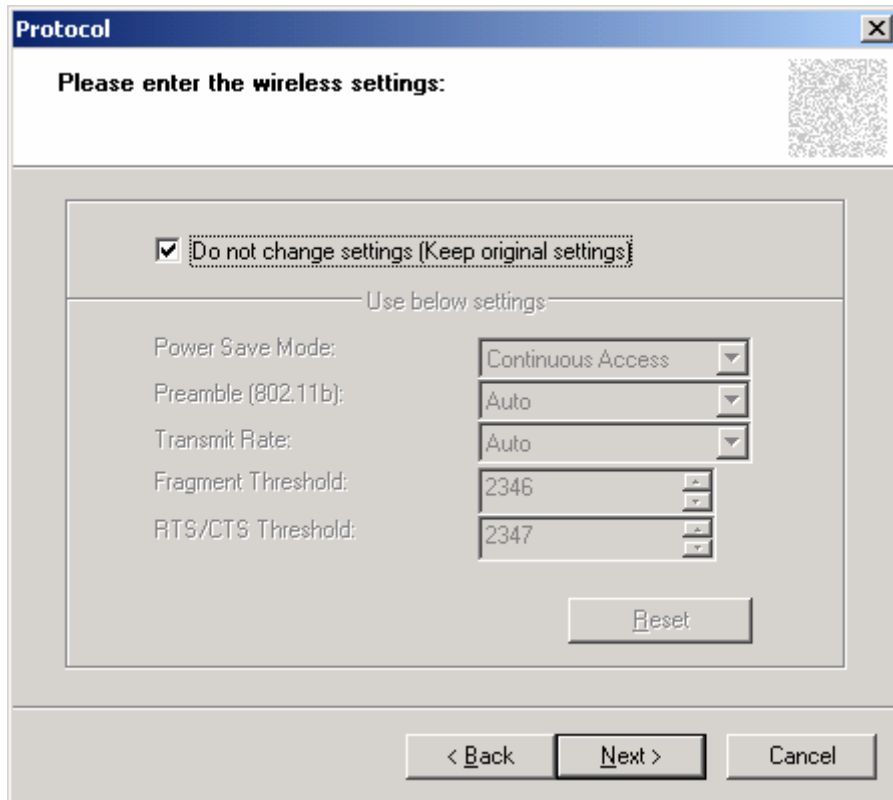 Protocol
Please enter the wireless settings:
Do not change settings (Keep original settings)
Use below settings
Power Save Mode: Continuous Access
Preamble (802.11b): Auto
Transmit Rate: Auto
Fragment Threshold: 2346
RTS/CTS Threshold: 2347
Reset
< Back Next > Cancel